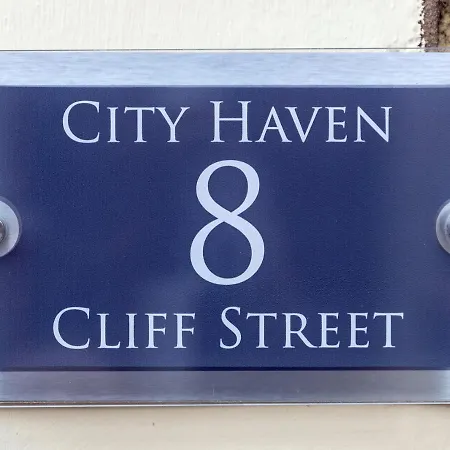 CITY HAVEN
8
CLIFF STREET